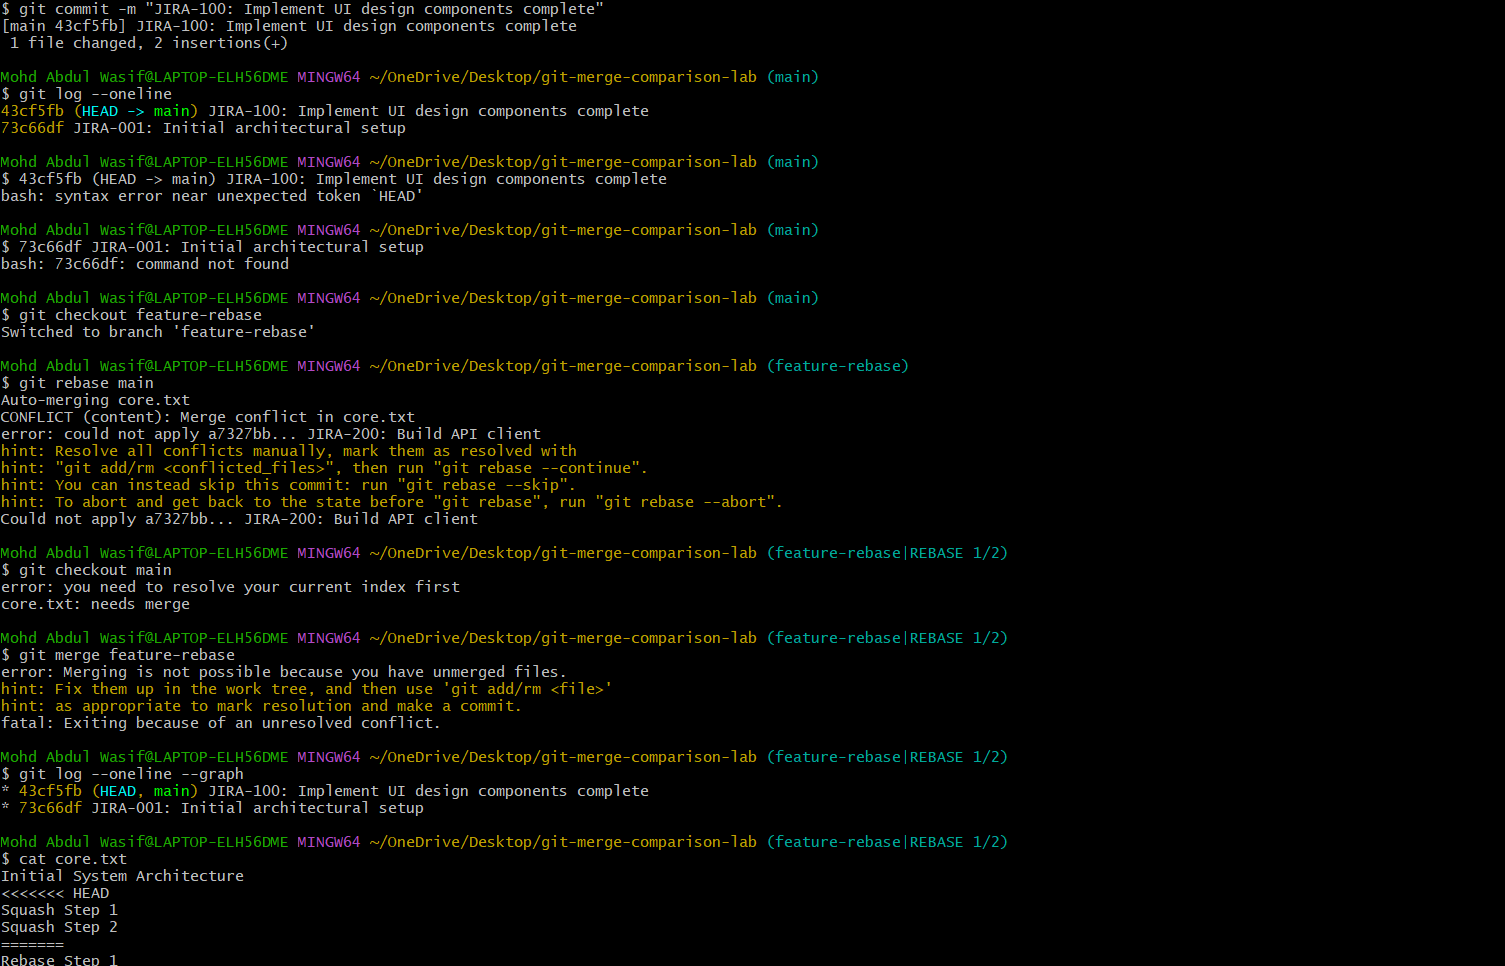 $ git commit -m "JIRA-100: Implement UI design components complete"
[main 43cf5fb] JIRA-100: Implement UI design components complete
 1 file changed, 2 insertions(+)
Mohd Abdul Wasif@LAPTOP-ELH56DME MINGW64 ~/OneDrive/Desktop/git-merge-comparison-lab (main)
$ git log --oneline
43cf5fb (HEAD -> main) JIRA-100: Implement UI design components complete
73c66df JIRA-001: Initial architectural setup
Mohd Abdul Wasif@LAPTOP-ELH56DME MINGW64 ~/OneDrive/Desktop/git-merge-comparison-lab (main)
$ 43cf5fb (HEAD -> main) JIRA-100: Implement UI design components complete
bash: syntax error near unexpected token `HEAD'
Mohd Abdul Wasif@LAPTOP-ELH56DME MINGW64 ~/OneDrive/Desktop/git-merge-comparison-lab (main)
$ 73c66df JIRA-001: Initial architectural setup
bash: 73c66df: command not found
Mohd Abdul Wasif@LAPTOP-ELH56DME MINGW64 ~/OneDrive/Desktop/git-merge-comparison-lab (main)
$ git checkout feature-rebase
Switched to branch 'feature-rebase'
Mohd Abdul Wasif@LAPTOP-ELH56DME MINGW64 ~/OneDrive/Desktop/git-merge-comparison-lab (feature-rebase)
$ git rebase main
Auto-merging core.txt
CONFLICT (content): Merge conflict in core.txt
error: could not apply a7327bb... JIRA-200: Build API client
hint: Resolve all conflicts manually, mark them as resolved with
hint: "git add/rm <conflicted_files>", then run "git rebase --continue".
hint: You can instead skip this commit: run "git rebase --skip".
hint: To abort and get back to the state before "git rebase", run "git rebase --abort".
Could not apply a7327bb... JIRA-200: Build API client
Mohd Abdul Wasif@LAPTOP-ELH56DME MINGW64 ~/OneDrive/Desktop/git-merge-comparison-lab (feature-rebase|REBASE 1/2)
$ git checkout main
error: you need to resolve your current index first
core.txt: needs merge
Mohd Abdul Wasif@LAPTOP-ELH56DME MINGW64 ~/OneDrive/Desktop/git-merge-comparison-lab (feature-rebase|REBASE 1/2)
$ git merge feature-rebase
error: Merging is not possible because you have unmerged files.
hint: Fix them up in the work tree, and then use 'git add/rm <file>'
hint: as appropriate to mark resolution and make a commit.
fatal: Exiting because of an unresolved conflict.
Mohd Abdul Wasif@LAPTOP-ELH56DME MINGW64 ~/OneDrive/Desktop/git-merge-comparison-lab (feature-rebase|REBASE 1/2)
$ git log --oneline --graph
* 43cf5fb (HEAD, main) JIRA-100: Implement UI design components complete
* 73c66df JIRA-001: Initial architectural setup
Mohd Abdul Wasif@LAPTOP-ELH56DME MINGW64 ~/OneDrive/Desktop/git-merge-comparison-lab (feature-rebase|REBASE 1/2)
$ cat core.txt
Initial System Architecture
<<<<<<< HEAD
Squash Step 1
Squash Step 2
=======
Rebase Step 1